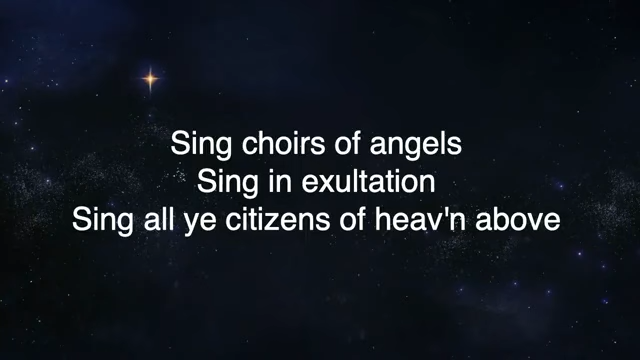 Sing choirs of angels
Sing in exultation
Sing all ye citizens of heav'n above